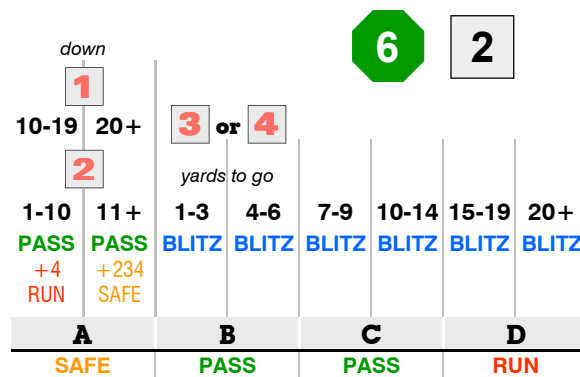 6 2
down
1
10-19 20+ 3 or 4
2 yards to go
1-10 11+ 1-3 4-6 7-9 10-14 15-19 20+
PASS PASS BLITZ BLITZ BLITZ BLITZ BLITZ BLITZ
+4 +234
RUN SAFE
A B C D
SAFE PASS PASS RUN